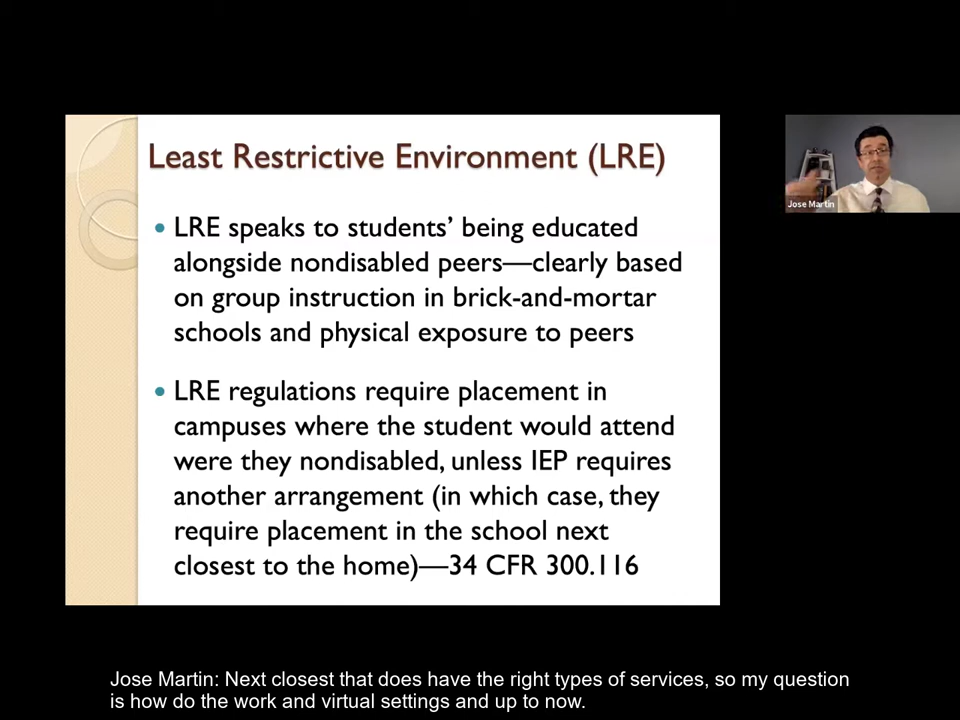 Least Restrictive Environment (LRE)
• LRE speaks to students’ being educated
alongside nondisabled peers—clearly based
on group instruction in brick-and-mortar
schools and physical exposure to peers
• LRE regulations require placement in
campuses where the student would attend
were they nondisabled, unless IEP requires
another arrangement (in which case, they
require placement in the school next
closest to the home)—34 CFR 300.116
Jose Martin
Jose Martin: Next closest that does have the right types of services, so my question
is how do the work and virtual settings and up to now.